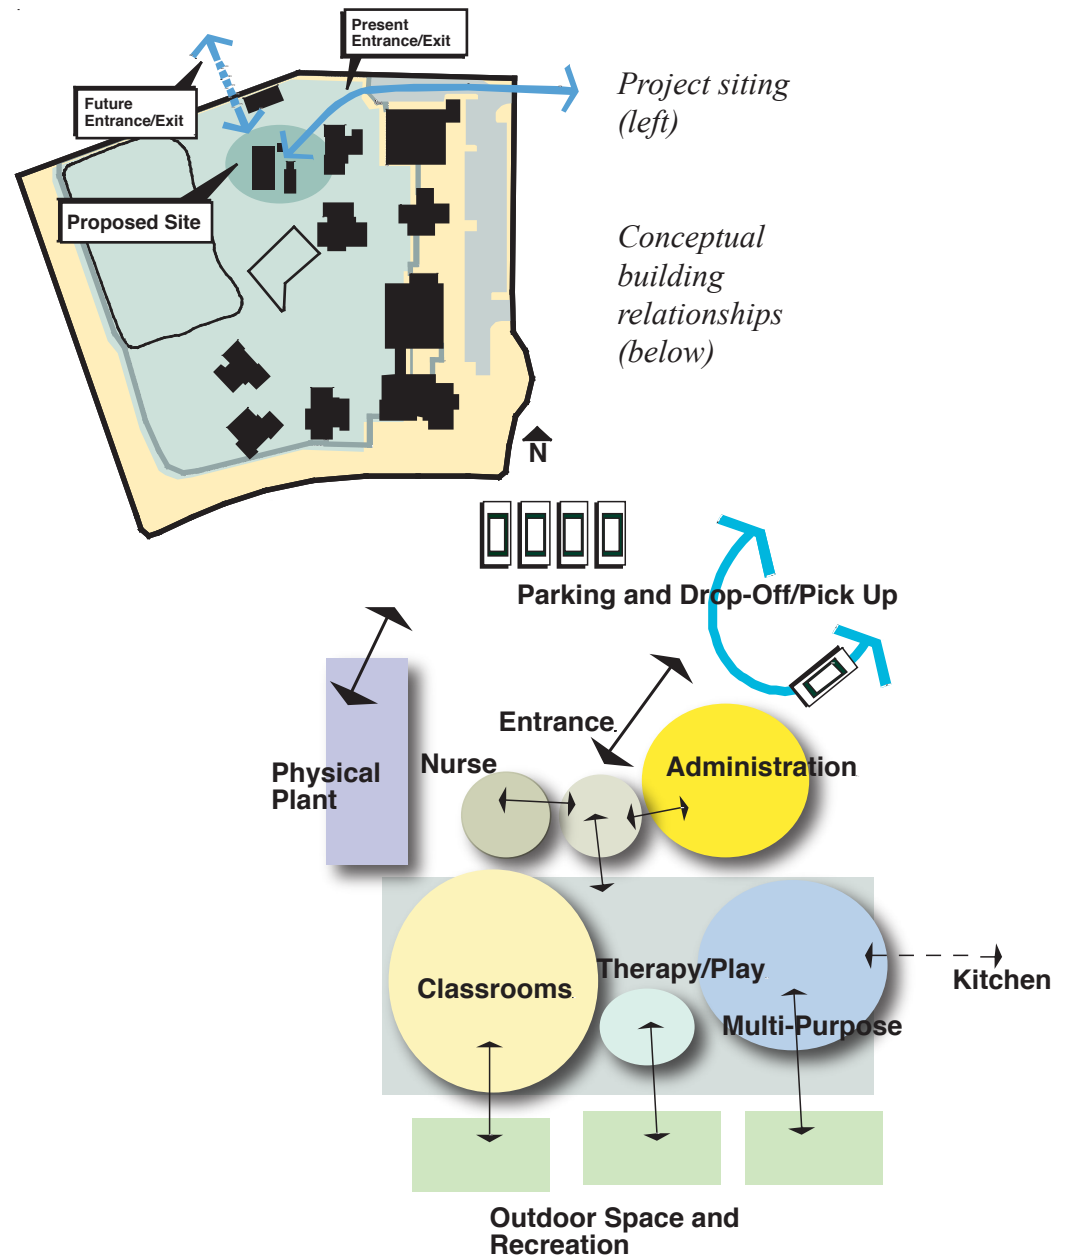 Present
Entrance/Exit
Future
Entrance/Exit
Proposed Site
Project siting
(left)
Conceptual
building
relationships
(below)
N
Parking and Drop-Off/Pick Up
Entrance
Nurse
Administration
Physical
Plant
Therapy/Play
Classrooms
Kitchen
Multi-Purpose
Outdoor Space and
Recreation